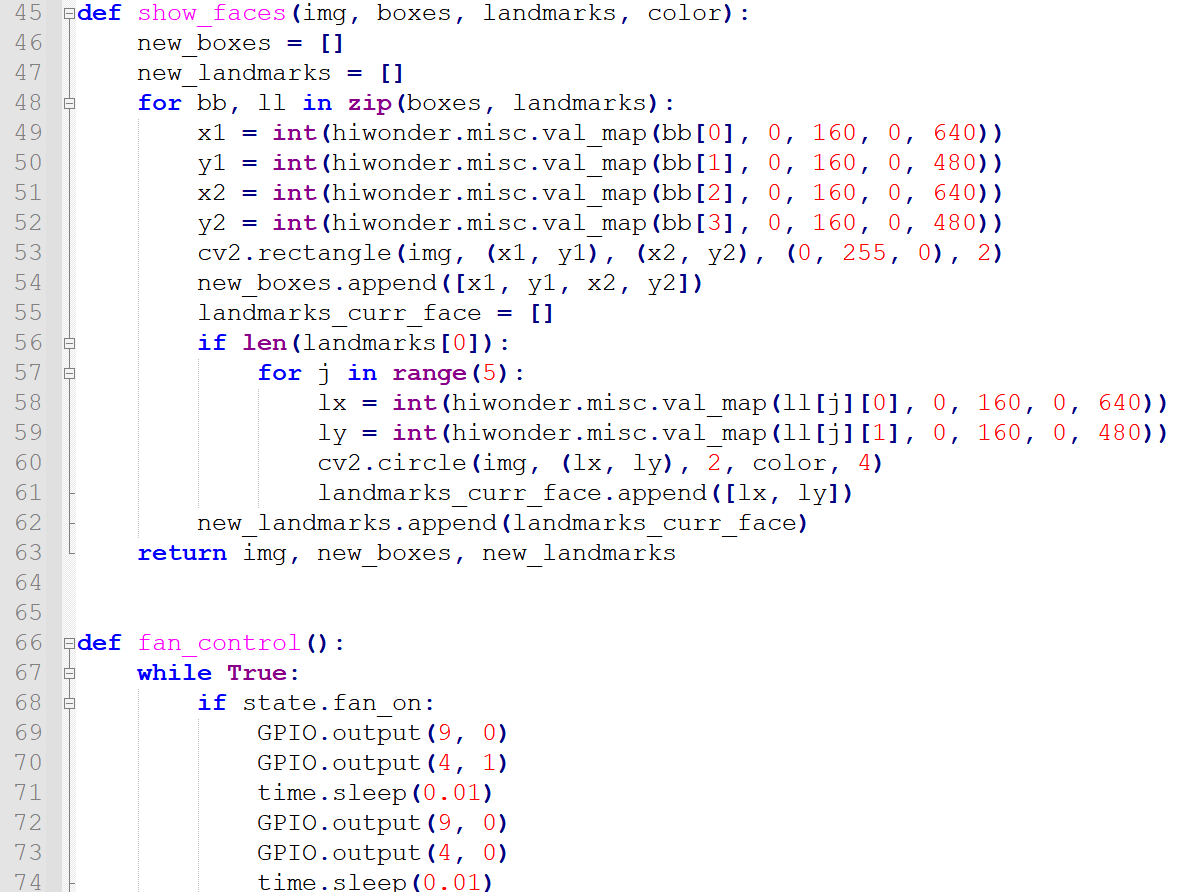 45 def show_faces(img, boxes, landmarks, color):
46     new_boxes = []
47     new_landmarks = []
48     for bb, ll in zip(boxes, landmarks):
49         x1 = int(hiwonder.misc.val_map(bb[0], 0, 160, 0, 640))
50         y1 = int(hiwonder.misc.val_map(bb[1], 0, 160, 0, 480))
51         x2 = int(hiwonder.misc.val_map(bb[2], 0, 160, 0, 640))
52         y2 = int(hiwonder.misc.val_map(bb[3], 0, 160, 0, 480))
53         cv2.rectangle(img, (x1, y1), (x2, y2), (0, 255, 0), 2)
54         new_boxes.append([x1, y1, x2, y2])
55         landmarks_curr_face = []
56         if len(landmarks[0]):
57             for j in range(5):
58                 lx = int(hiwonder.misc.val_map(ll[j][0], 0, 160, 0, 640))
59                 ly = int(hiwonder.misc.val_map(ll[j][1], 0, 160, 0, 480))
60                 cv2.circle(img, (lx, ly), 2, color, 4)
61                 landmarks_curr_face.append([lx, ly])
62         new_landmarks.append(landmarks_curr_face)
63     return img, new_boxes, new_landmarks
64
65
66 def fan_control():
67     while True:
68         if state.fan_on:
69             GPIO.output(9, 0)
70             GPIO.output(4, 1)
71             time.sleep(0.01)
72             GPIO.output(9, 0)
73             GPIO.output(4, 0)
74             time.sleep(0.01)